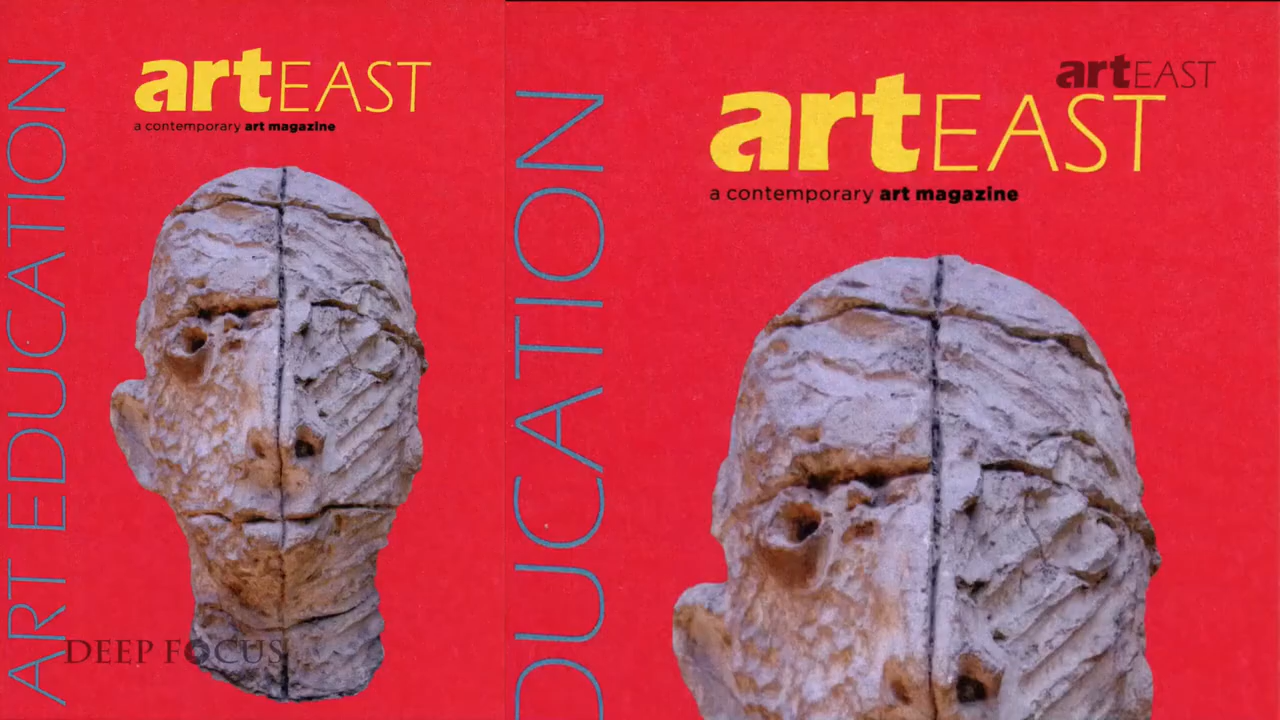 artEAST
a contemporary art magazine
ART EDUCATION
DEEP FOCUS
artEAST
artEAST
a contemporary art magazine
DUCATION